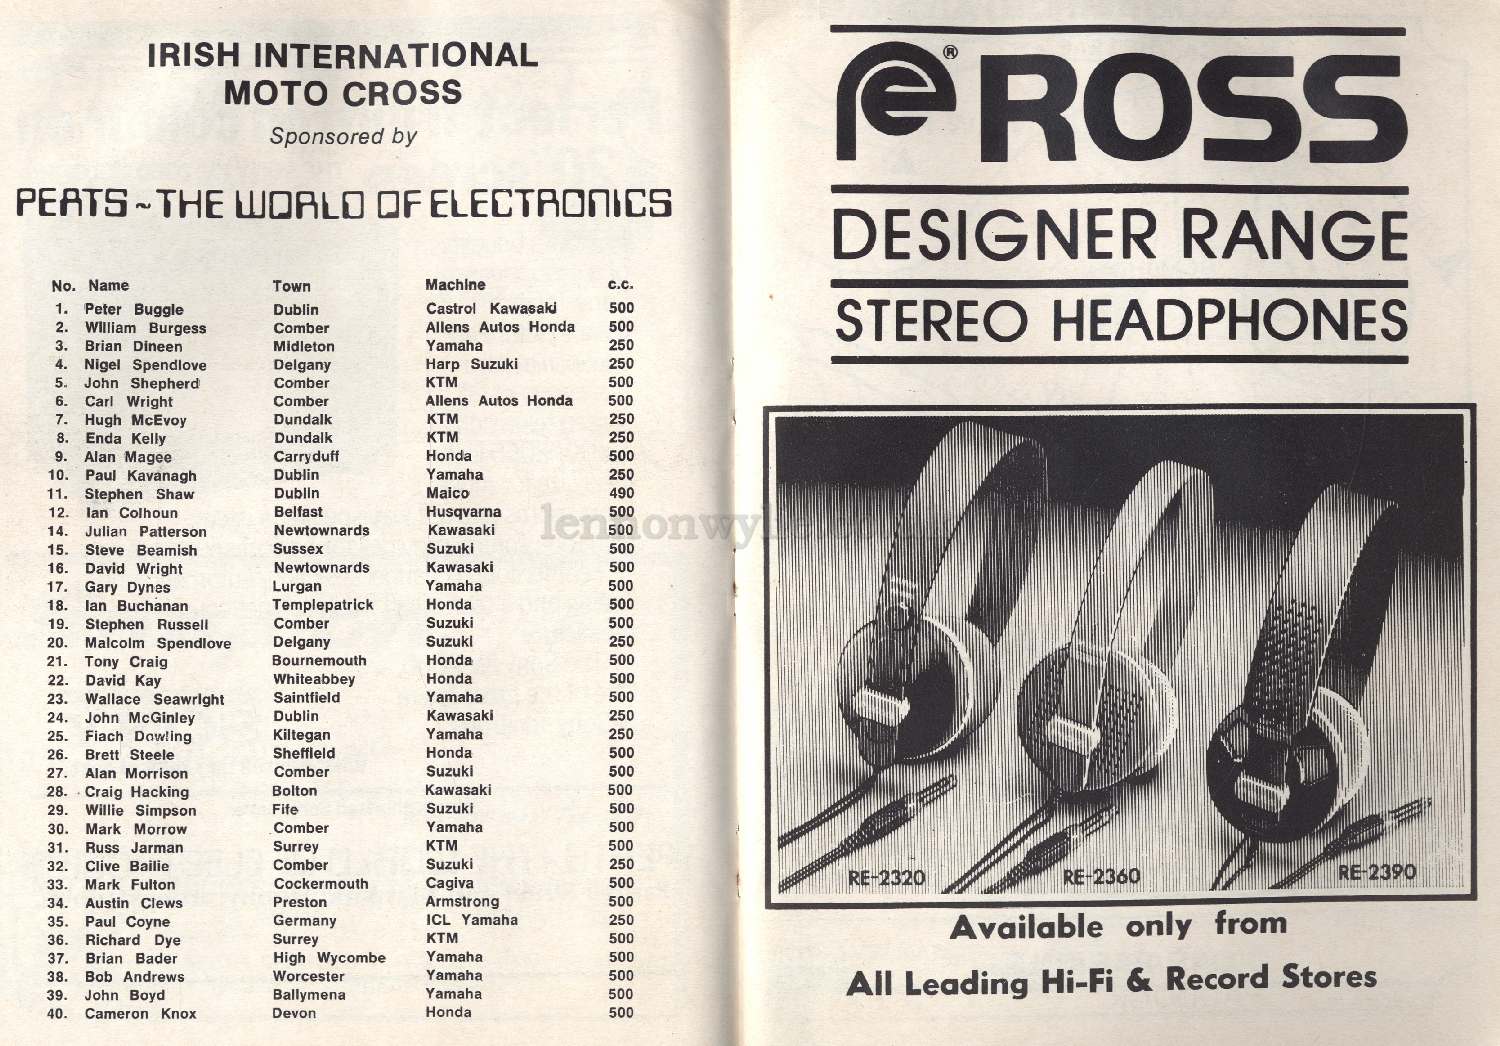 IRISH INTERNATIONAL
MOTO CROSS
Sponsored by
PEATS ~ THE WORLD OF ELECTRONICS
No. Name Town Machine c.c.
1. Peter Buggle Dublin Castrol Kawasaki 500
2. William Burgess Comber Allens Autos Honda 500
3. Brian Dineen Midleton Yamaha 250
4. Nigel Spendlove Delgany Harp Suzuki 250
5. John Shepherd Comber KTM 500
6. Carl Wright Comber Allens Autos Honda 500
7. Hugh McEvoy Dundalk KTM 250
8. Enda Kelly Dundalk KTM 250
9. Alan Magee Carryduff Honda 500
10. Paul Kavanagh Dublin Yamaha 250
11. Stephen Shaw Dublin Maico 490
12. Ian Colhoun Belfast Husqvarna 500
14. Julian Patterson Newtownards Kawasaki 500
15. Steve Beamish Sussex Suzuki 500
16. David Wright Newtownards Kawasaki 500
17. Gary Dynes Lurgan Yamaha 500
18. Ian Buchanan Templepatrick Honda 500
19. Stephen Russell Comber Suzuki 500
20. Malcolm Spendlove Delgany Suzuki 250
21. Tony Craig Bournemouth Honda 500
22. David Kay Whiteabbey Honda 500
23. Wallace Seawright Saintfield Yamaha 500
24. John McGinley Dublin Kawasaki 250
25. Fiach Dowling Kiltegan Yamaha 250
26. Brett Steele Sheffield Honda 500
27. Alan Morrison Comber Suzuki 500
28. Craig Hacking Bolton Kawasaki 500
29. Willie Simpson Fife Suzuki 500
30. Mark Morrow Comber Yamaha 500
31. Russ Jarman Surrey KTM 500
32. Clive Bailie Comber Suzuki 250
33. Mark Fulton Cockermouth Cagiva 500
34. Austin Clews Preston Armstrong 500
35. Paul Coyne Germany ICL Yamaha 250
36. Richard Dye Surrey KTM 500
37. Brian Bader High Wycombe Yamaha 500
38. Bob Andrews Worcester Yamaha 500
39. John Boyd Ballymena Yamaha 500
40. Cameron Knox Devon Honda 500
® ROSS
DESIGNER RANGE
STEREO HEADPHONES
RE-2320 RE-2360 RE-2390
Available only from
All Leading Hi-Fi & Record Stores